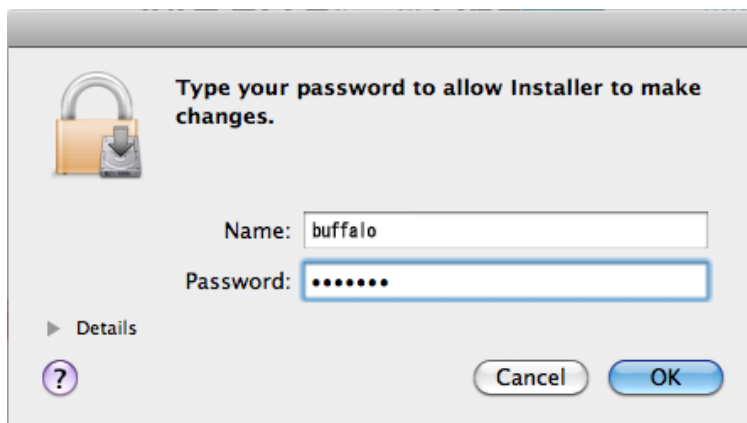 Type your password to allow Installer to make
changes.
Name: buffalo
Password: •••••••
Details
?
Cancel OK